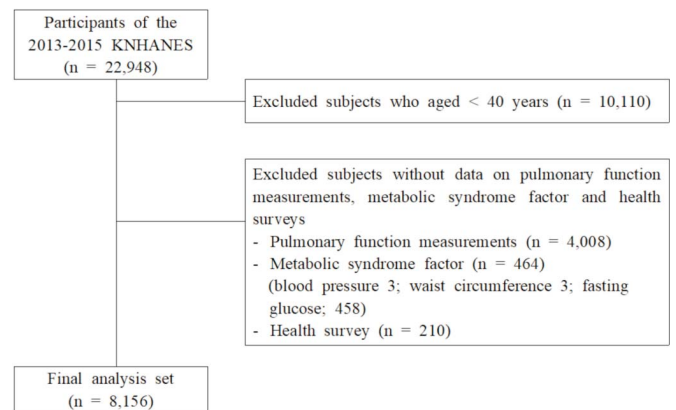 Participants of the
2013-2015 KNHANES
(n = 22,948)
Excluded subjects who aged < 40 years (n = 10,110)
Excluded subjects without data on pulmonary function
measurements, metabolic syndrome factor and health
surveys
- Pulmonary function measurements (n = 4,008)
- Metabolic syndrome factor (n = 464)
(blood pressure 3; waist circumference 3; fasting
glucose; 458)
- Health survey (n = 210)
Final analysis set
(n = 8,156)